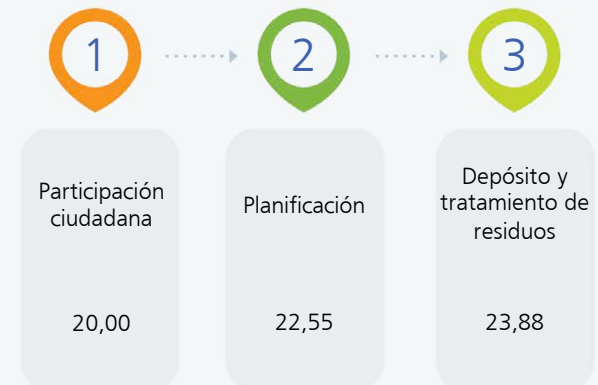 1
2
3
Participación
ciudadana
20,00
Planificación
22,55
Depósito y
tratamiento de
residuos
23,88